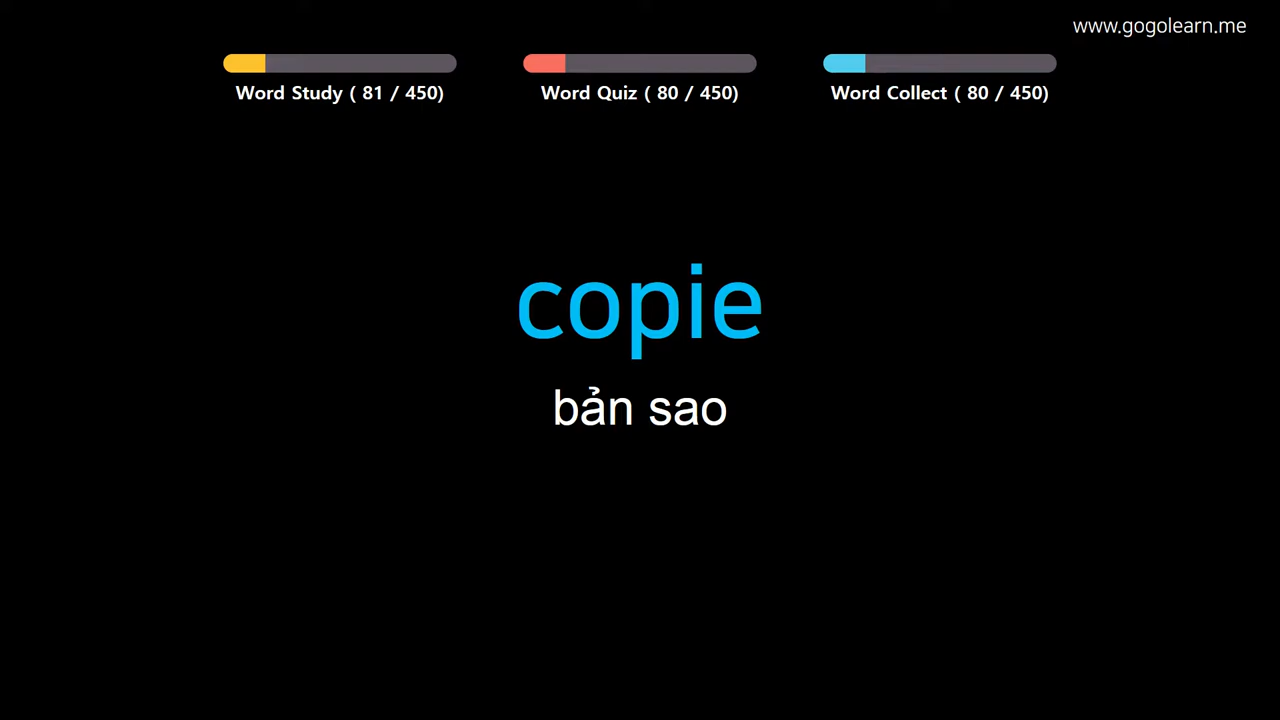 www.gogolearn.me
Word Study ( 81 / 450)
Word Quiz ( 80 / 450)
Word Collect ( 80 / 450)
copie
bản sao